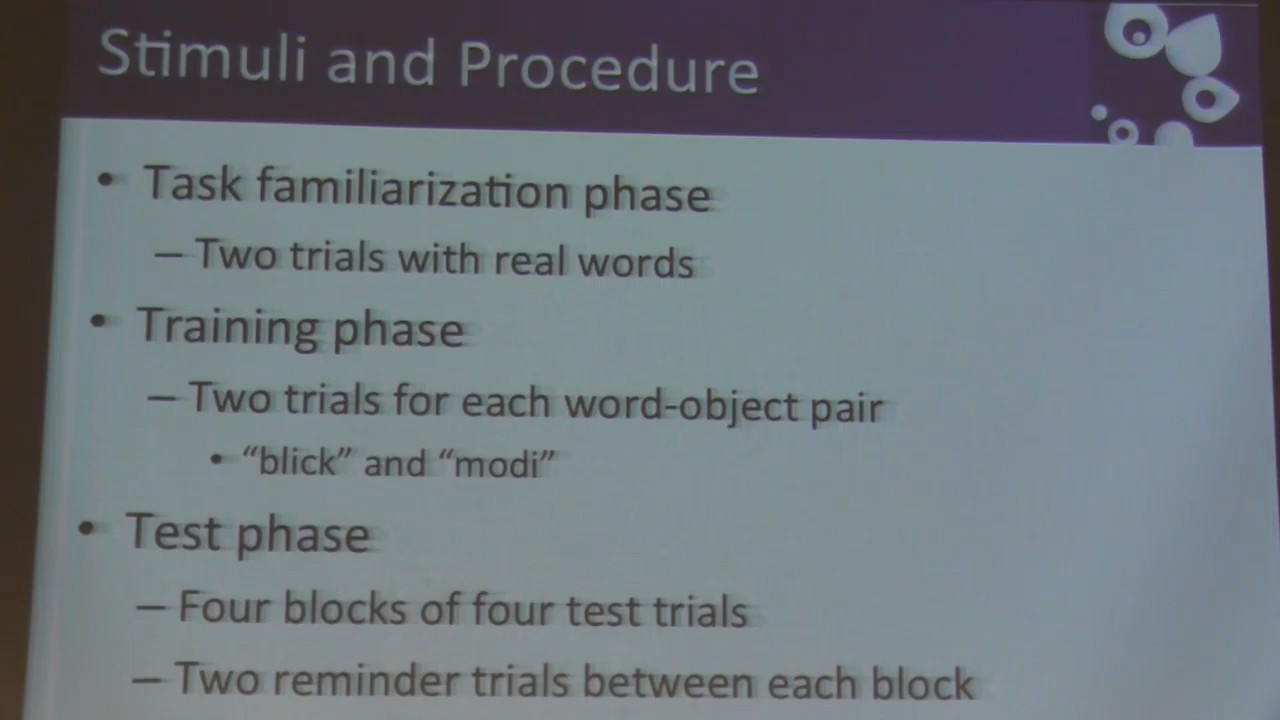 Stimuli and Procedure
• Task familiarization phase
– Two trials with real words
• Training phase
– Two trials for each word-object pair
• “blick” and “modi”
• Test phase
– Four blocks of four test trials
– Two reminder trials between each block